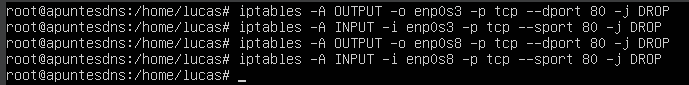 root@apuntesdns:/home/lucas# iptables -A OUTPUT -o enp0s3 -p tcp --dport 80 -j DROP
root@apuntesdns:/home/lucas# iptables -A INPUT -i enp0s3 -p tcp --sport 80 -j DROP
root@apuntesdns:/home/lucas# iptables -A OUTPUT -o enp0s8 -p tcp --dport 80 -j DROP
root@apuntesdns:/home/lucas# iptables -A INPUT -i enp0s8 -p tcp --sport 80 -j DROP
root@apuntesdns:/home/lucas# _